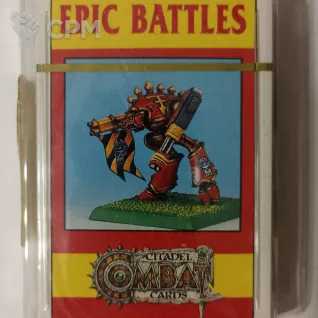 CPM
EPIC BATTLES
CITADEL
COMBAT
CARDS